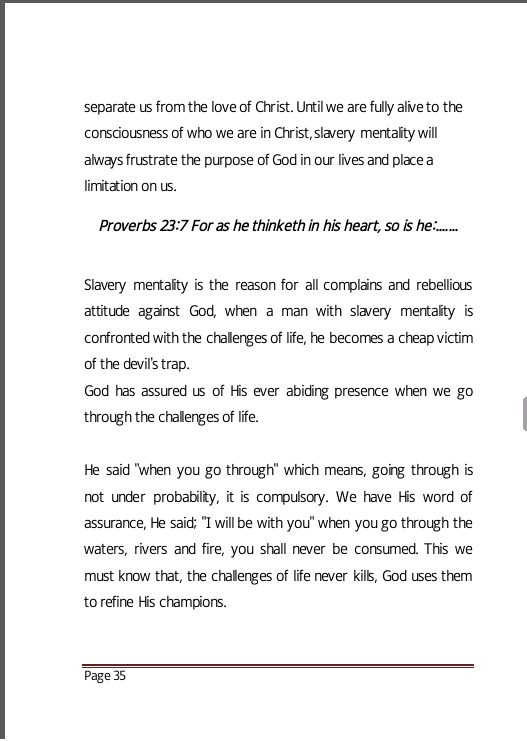 separate us from the love of Christ. Until we are fully alive to the
consciousness of who we are in Christ, slavery mentality will
always frustrate the purpose of God in our lives and place a
limitation on us.
Proverbs 23:7 For as he thinketh in his heart, so is he:.......
Slavery mentality is the reason for all complains and rebellious
attitude against God, when a man with slavery mentality is
confronted with the challenges of life, he becomes a cheap victim
of the devil's trap.
God has assured us of His ever abiding presence when we go
through the challenges of life.
He said "when you go through" which means, going through is
not under probability, it is compulsory. We have His word of
assurance, He said; "I will be with you" when you go through the
waters, rivers and fire, you shall never be consumed. This we
must know that, the challenges of life never kills, God uses them
to refine His champions.
Page 35